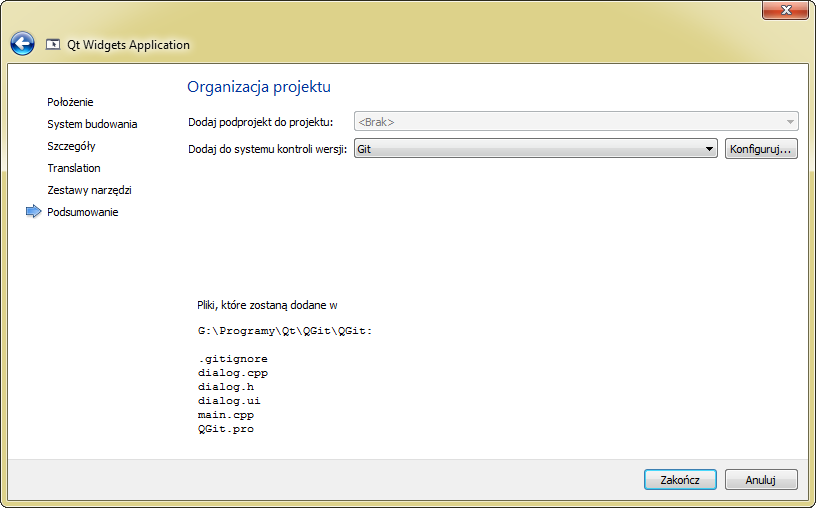 Qt Widgets Application
Organizacja projektu
Położenie
System budowania
Szczegóły
Translation
Zestawy narzędzi
Podsumowanie
Dodaj podprojekt do projektu: <Brak>
Dodaj do systemu kontroli wersji: Git Konfiguruj...
Pliki, które zostaną dodane w
G:\Programy\Qt\QGit\QGit:
.gitignore
dialog.cpp
dialog.h
dialog.ui
main.cpp
QGit.pro
Zakończ Anuluj